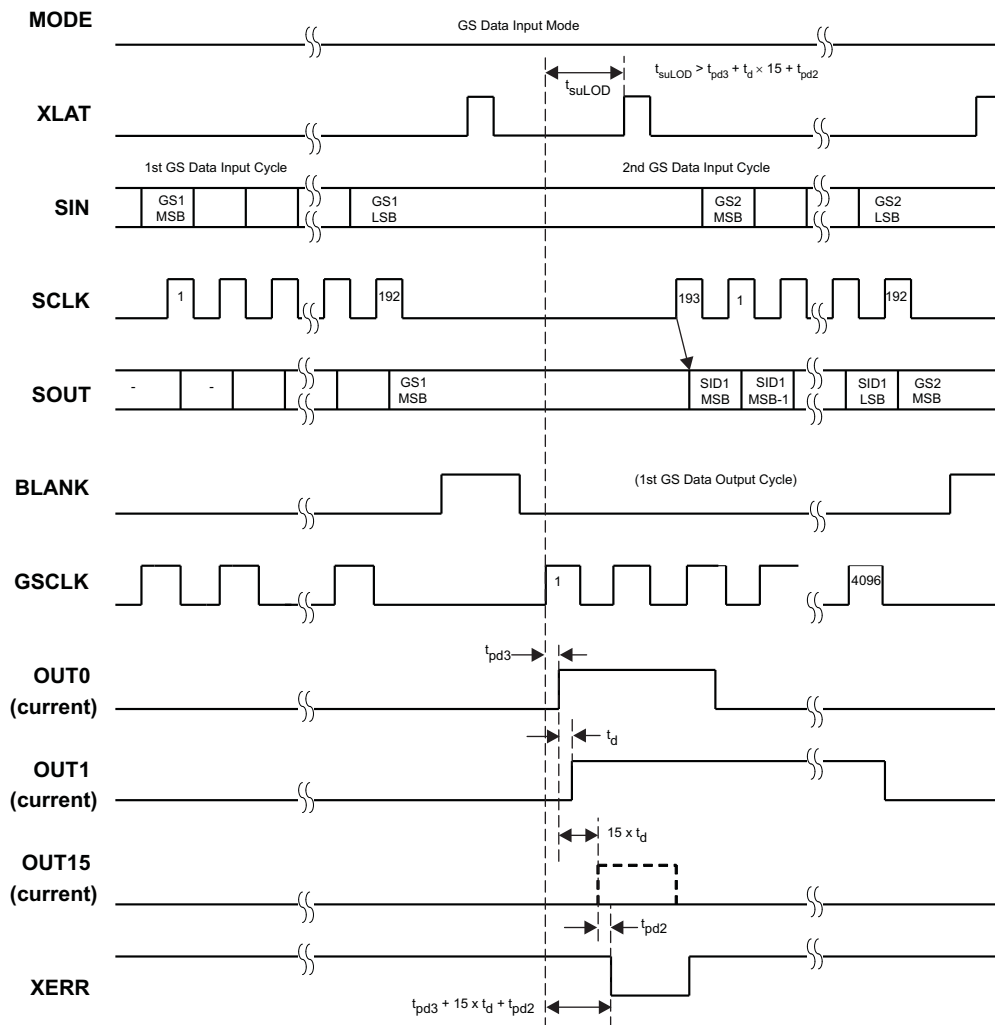 MODE
GS Data Input Mode
t_suLOD
t_suLOD > t_pd3 + t_d × 15 + t_pd2
XLAT
1st GS Data Input Cycle
2nd GS Data Input Cycle
SIN
GS1
MSB
GS1
LSB
GS2
MSB
GS2
LSB
SCLK
1
192
193
1
192
SOUT
-
-
GS1
MSB
SID1
MSB
SID1
MSB-1
SID1
LSB
GS2
MSB
BLANK
(1st GS Data Output Cycle)
GSCLK
1
4096
t_pd3
OUT0
(current)
t_d
OUT1
(current)
15 x t_d
OUT15
(current)
t_pd2
XERR
t_pd3 + 15 x t_d + t_pd2